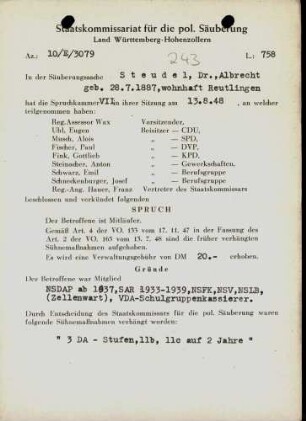 Staatskommissariat für die pol. Säuberung
Land Württemberg-Hohenzollern
Az.: 10/E/3079 243 L.: 758
In der Säuberungssache Steudel, Dr., Albrecht
geb. 28.7.1887, wohnhaft Reutlingen
hat die Spruchkammer VII in ihrer Sitzung am 13.8.48 , an welcher
teilgenommen haben:
Reg.Assessor Wax Vorsitzender,
Uhl, Eugen Beisitzer — CDU,
Musch, Alois „ — SPD,
Fischer, Paul „ — DVP,
Fink, Gottlieb „ — KPD,
Steinacher, Anton „ — Gewerkschaften,
Schwarz, Emil „ — Berufsgruppe
Schneckenburger, Josef „ — Berufsgruppe
Reg.-Ang. Hauer, Franz Vertreter des Staatskommissars
beschlossen und verkündet folgenden
SPRUCH
Der Betroffene ist Mitläufer.
Gemäß Art. 4 der VO. 133 vom 17. 11. 47 in der Fassung des
Art. 2 der VO. 165 vom 13. 2. 48 sind die früher verhängten
Sühnemaßnahmen aufgehoben.
Es wird eine Verwaltungsgebühr von DM 20.- erhoben.
Gründe
Der Betroffene war Mitglied
NSDAP ab 1937, SAR 1933-1939, NSFK, NSV, NSLB,
(Zellenwart), VDA-Schulgruppenkassierer.
Durch Entscheidung des Staatskommissars für die pol. Säuberung waren
folgende Sühnemaßnahmen verhängt worden:
" 3 DA - Stufen, 11b, 11c auf 2 Jahre "